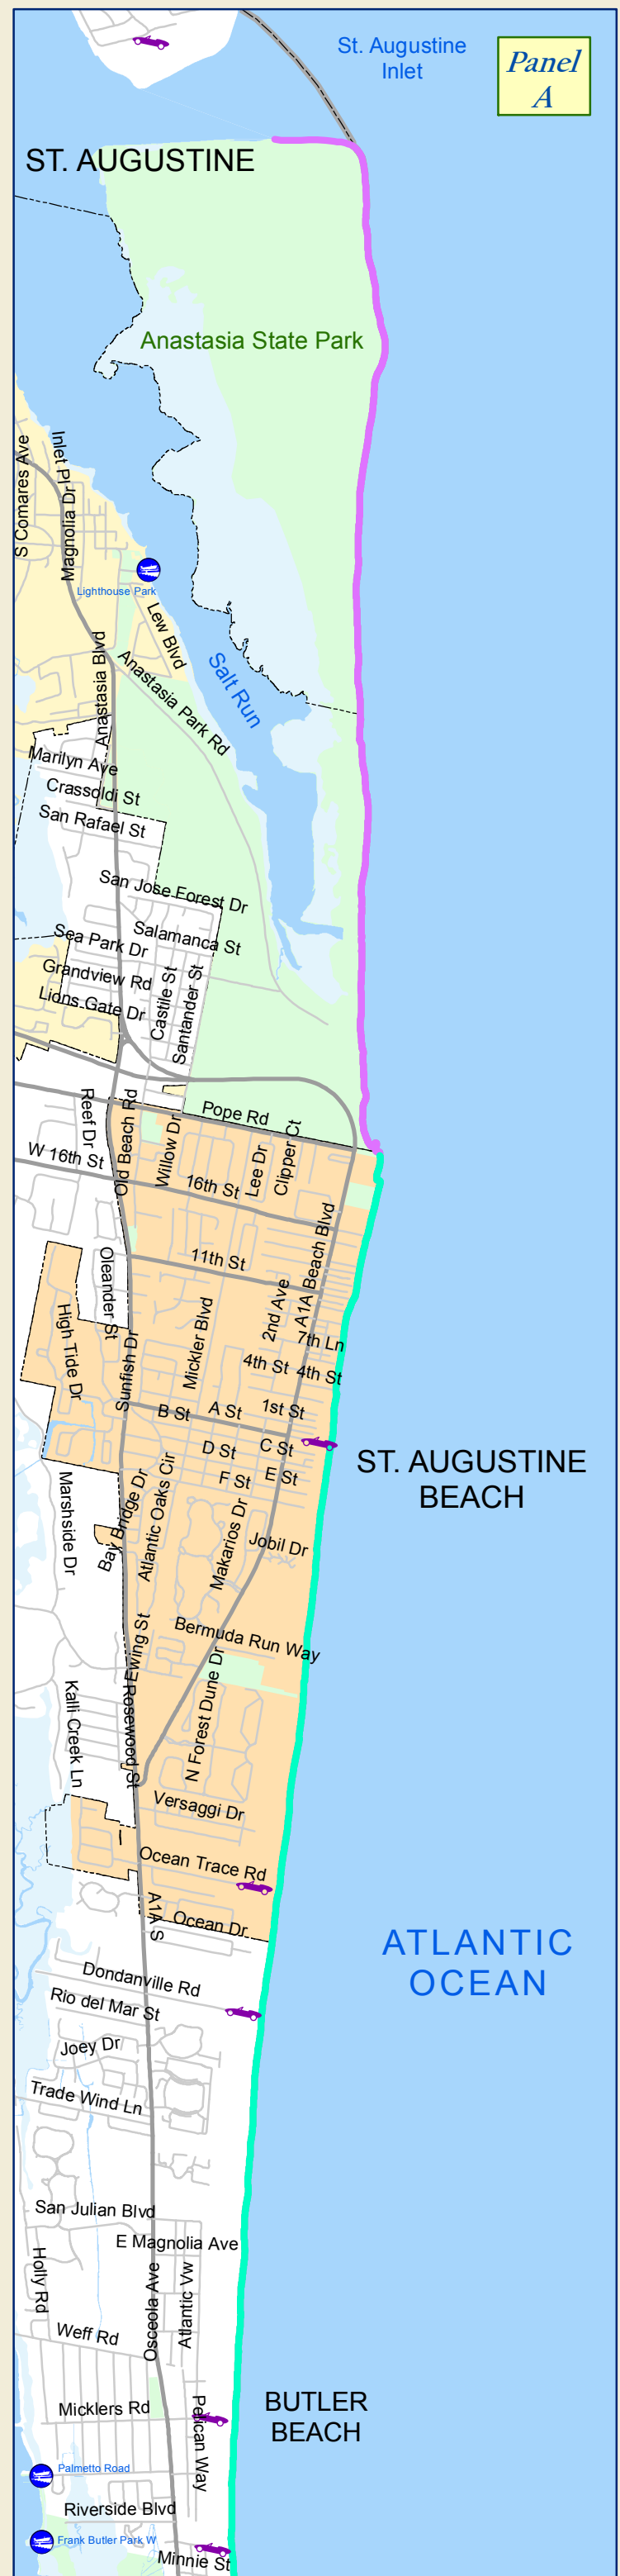 St. Augustine
Inlet
Panel
A
ST. AUGUSTINE
Anastasia State Park
S Comares Ave
Inlet Pl
Magnolia Dr
Lighthouse Park
Lew Blvd
Salt Run
Anastasia Blvd
Anastasia Park Rd
Marilyn Ave
Crassoldi St
San Rafael St
San Jose Forest Dr
Sea Park Dr
Salamanca St
Grandview Rd
Lions Gate Dr
Castile St
Santander St
Reef Dr
Old Beach Rd
Pope Rd
Willow Dr
Lee Dr
Clipper Ct
W 16th St
16th St
11th St
A1A Beach Blvd
2nd Ave
Oleander St
High Tide Dr
Sunfish Dr
Mickler Blvd
7th Ln
4th St
4th St
1st St
B St
A St
C St
D St
E St
F St
ST. AUGUSTINE
BEACH
Marshside Dr
Bay Bridge Dr
Atlantic Oaks Cir
Makarios Dr
Jobil Dr
Bermuda Run Way
Ewing St
Kalli Creek Ln
Rosewood St
N Forest Dune Dr
Versaggi Dr
Ocean Trace Rd
A1A S
Ocean Dr
ATLANTIC
OCEAN
Dondanville Rd
Rio del Mar St
Joey Dr
Trade Wind Ln
San Julian Blvd
E Magnolia Ave
Holly Rd
Osceola Ave
Atlantic Vw
Weff Rd
Micklers Rd
Pelican Way
BUTLER
BEACH
Palmetto Road
Riverside Blvd
Frank Butler Park W
Minnie St